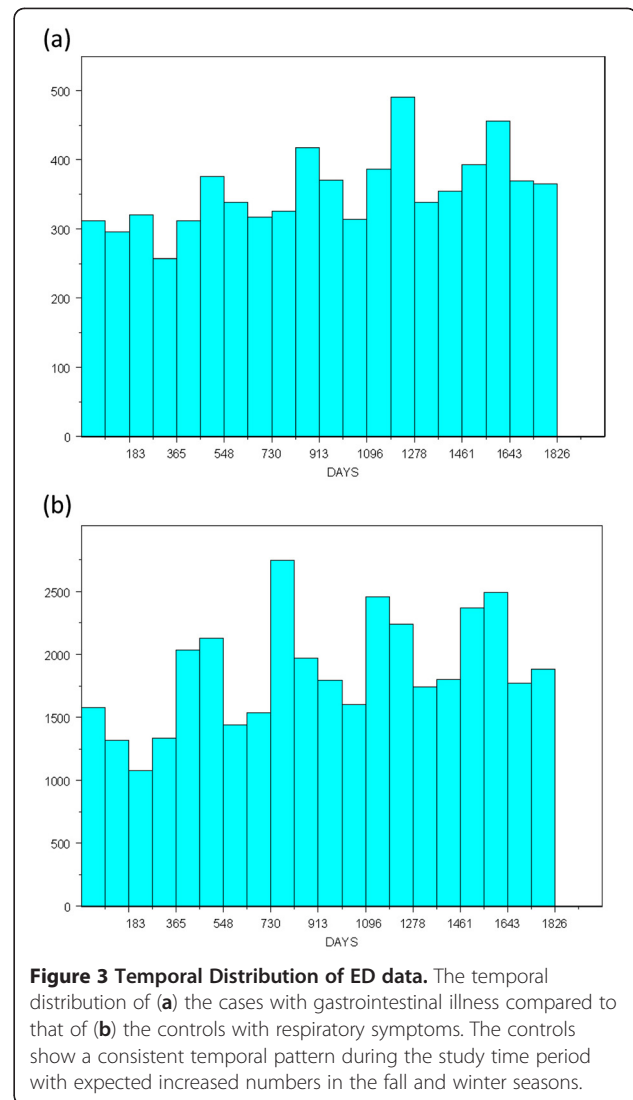 (a)
500
400
300
200
100
0
183 365 548 730 913 1096 1278 1461 1643 1826
DAYS
(b)
2500
2000
1500
1000
500
0
183 365 548 730 913 1096 1278 1461 1643 1826
DAYS
Figure 3 Temporal Distribution of ED data. The temporal
distribution of (a) the cases with gastrointestinal illness compared to
that of (b) the controls with respiratory symptoms. The controls
show a consistent temporal pattern during the study time period
with expected increased numbers in the fall and winter seasons.